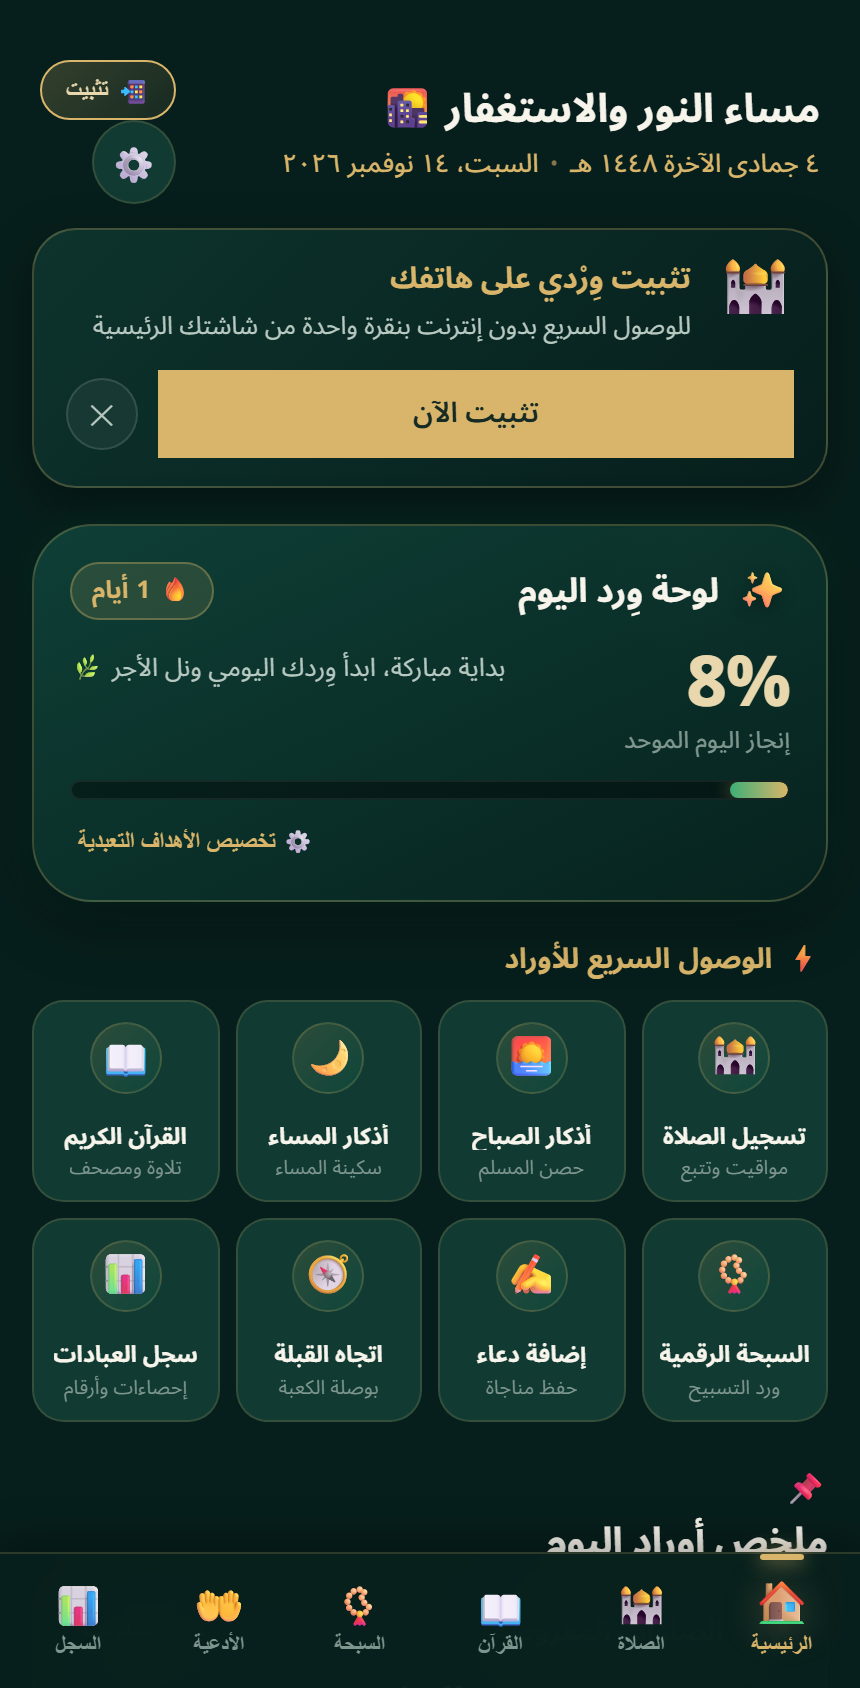 مساء النور والاستغفار
تثبيت
٤ جمادى الآخرة ١٤٤٨ هـ • السبت، ١٤ نوفمبر ٢٠٢٦
تثبيت وِرْدي على هاتفك
للوصول السريع بدون إنترنت بنقرة واحدة من شاشتك الرئيسية
تثبيت الآن
لوحة وِرد اليوم
1 أيام
8%
بداية مباركة، ابدأ وِردك اليومي ونل الأجر
إنجاز اليوم الموحد
تخصيص الأهداف التعبدية
الوصول السريع للأوراد
تسجيل الصلاة
مواقيت وتتبع
أذكار الصباح
حصن المسلم
أذكار المساء
سكينة المساء
القرآن الكريم
تلاوة ومصحف
السبحة الرقمية
ورد التسبيح
إضافة دعاء
حفظ مناجاة
اتجاه القبلة
بوصلة الكعبة
سجل العبادات
إحصاءات وأرقام
ملخص أوراد اليوم
الرئيسية
الصلاة
القرآن
السبحة
الأدعية
السجل